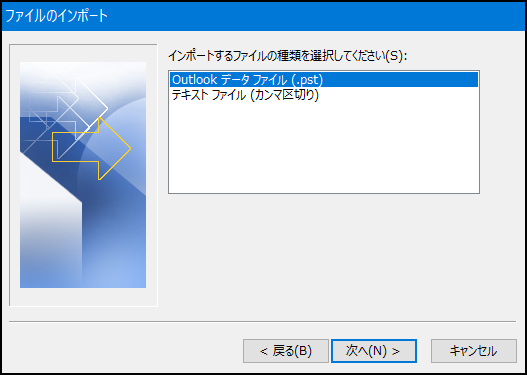 ファイルのインポート
インポートするファイルの種類を選択してください(S):
Outlook データ ファイル (.pst)
テキスト ファイル (カンマ区切り)
< 戻る(B)
次へ(N) >
キャンセル